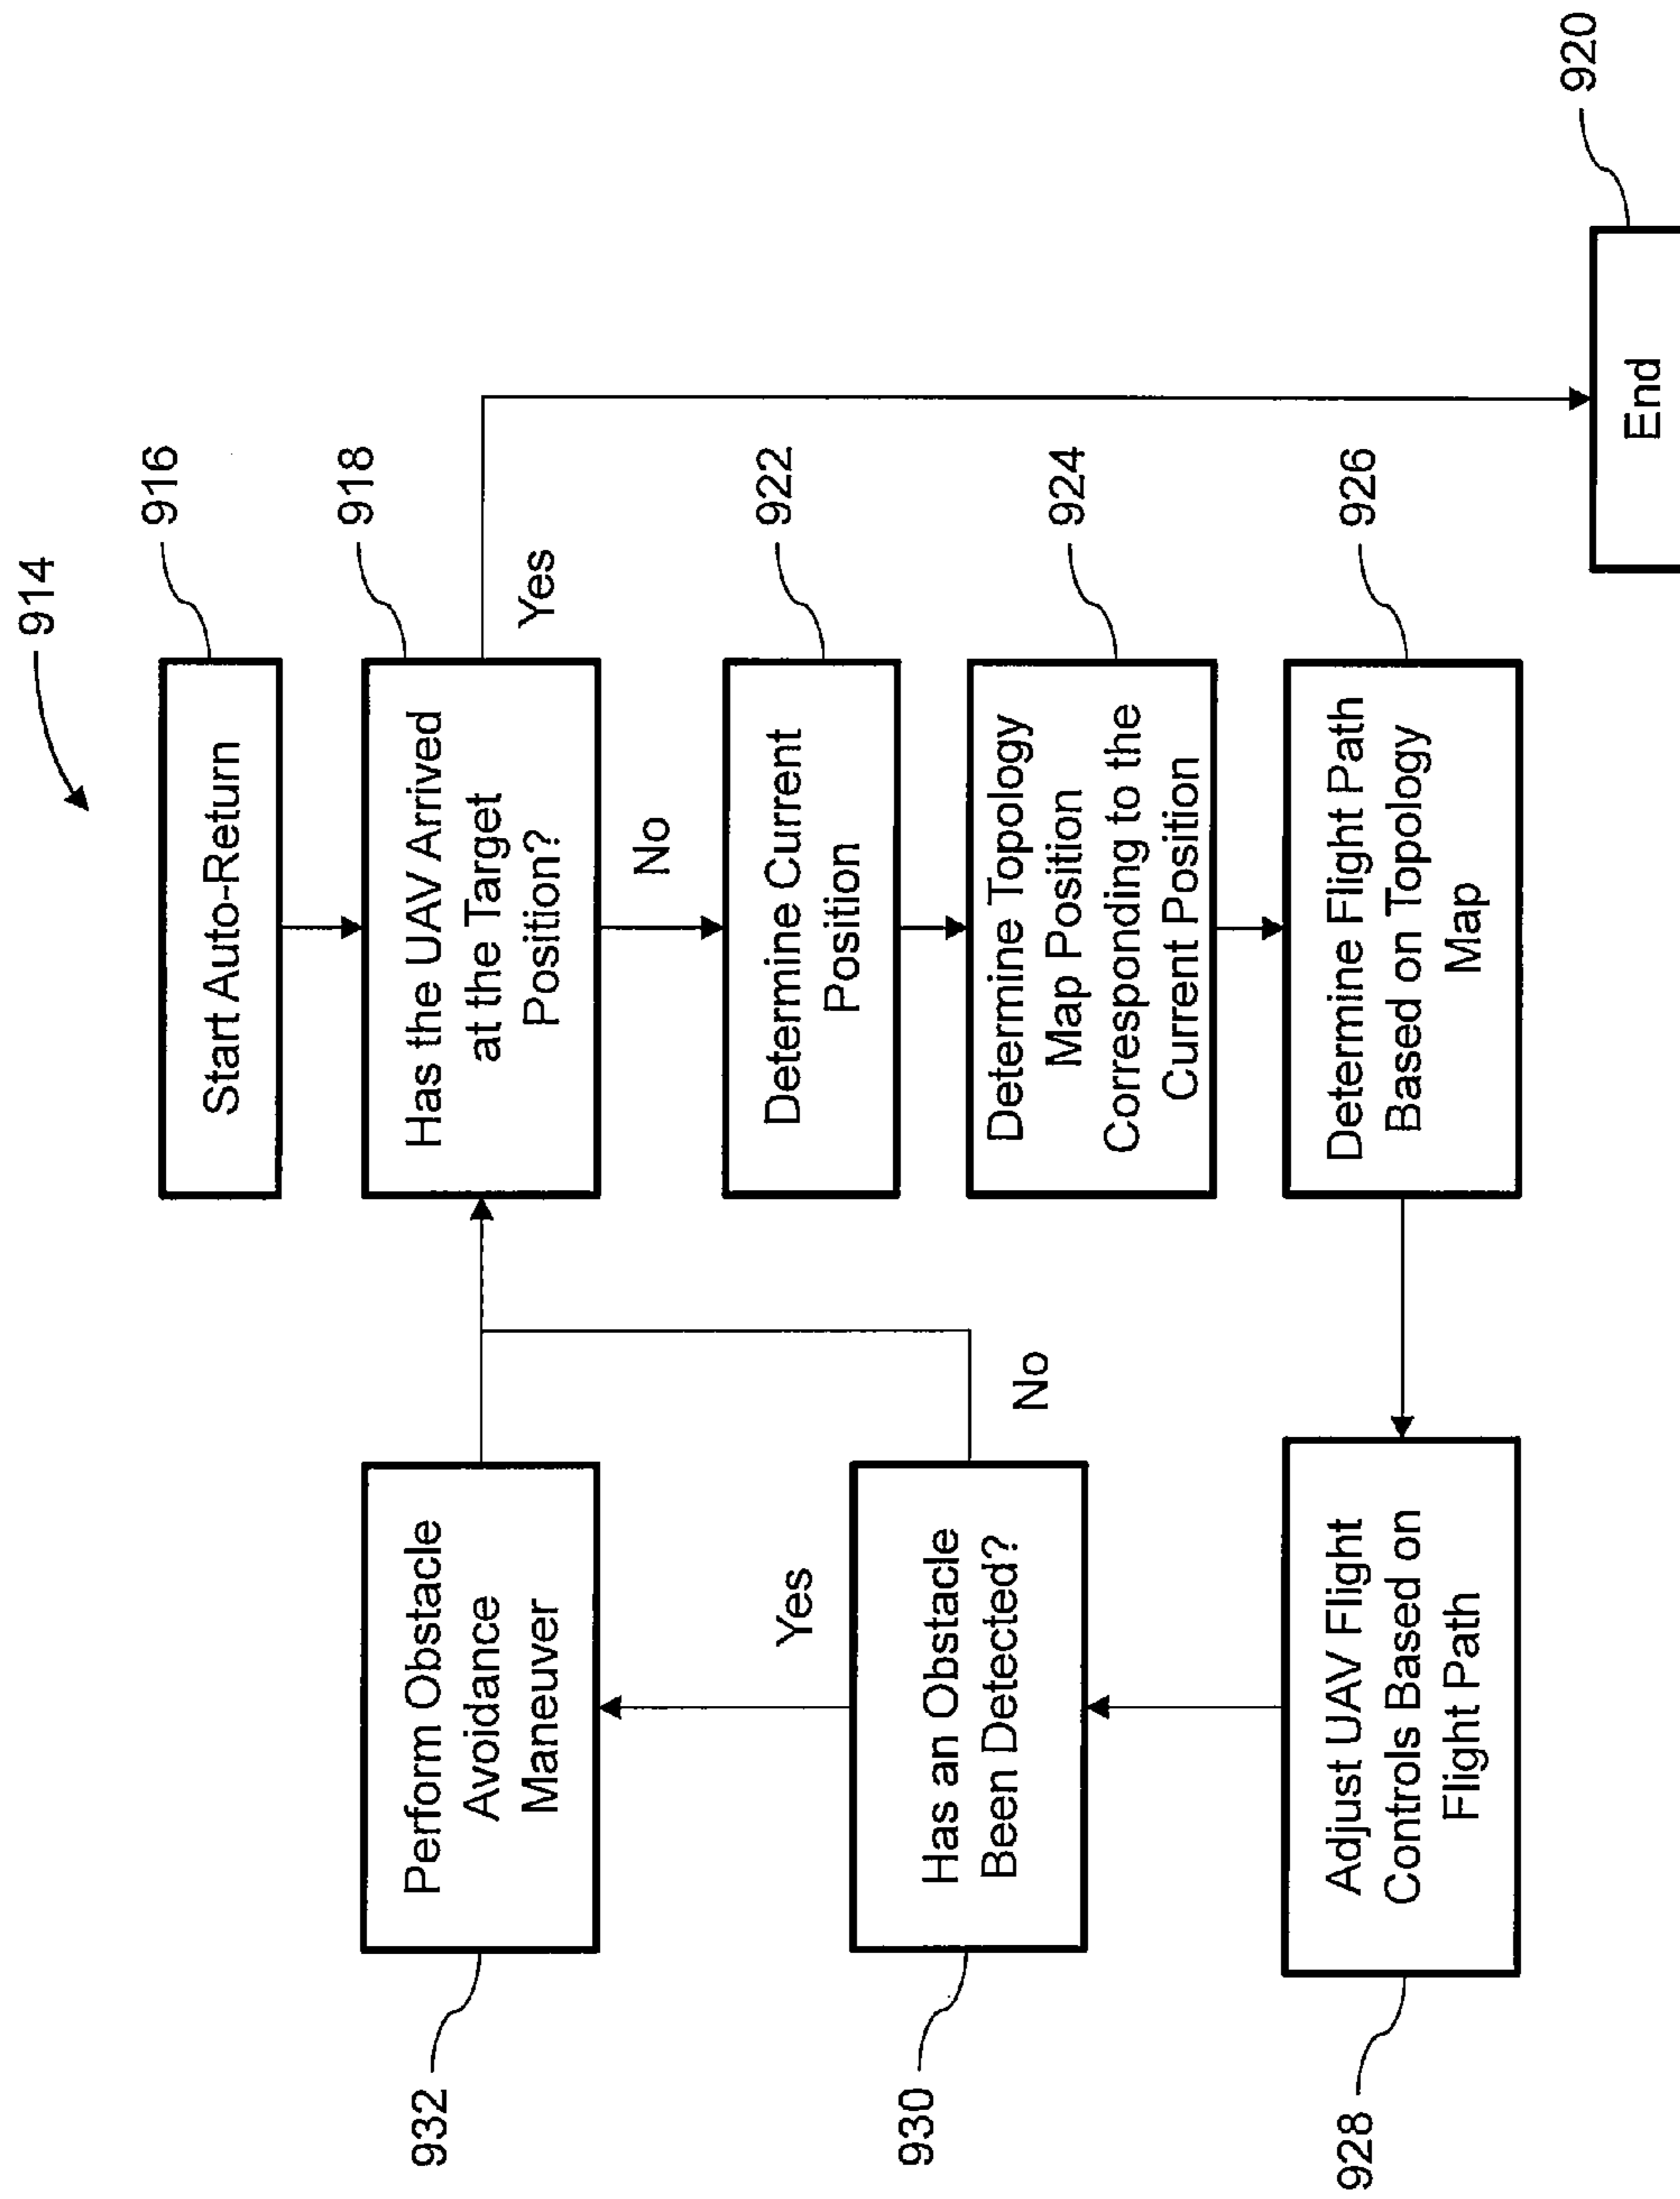 914
916
Start Auto-Return
918
Has the UAV Arrived
at the Target
Position?
Yes
No
922
Determine Current
Position
924
Determine Topology
Map Position
Corresponding to the
Current Position
926
Determine Flight Path
Based on Topology
Map
928
Adjust UAV Flight
Controls Based on
Flight Path
930
Has an Obstacle
Been Detected?
Yes
No
932
Perform Obstacle
Avoidance
Maneuver
920
End